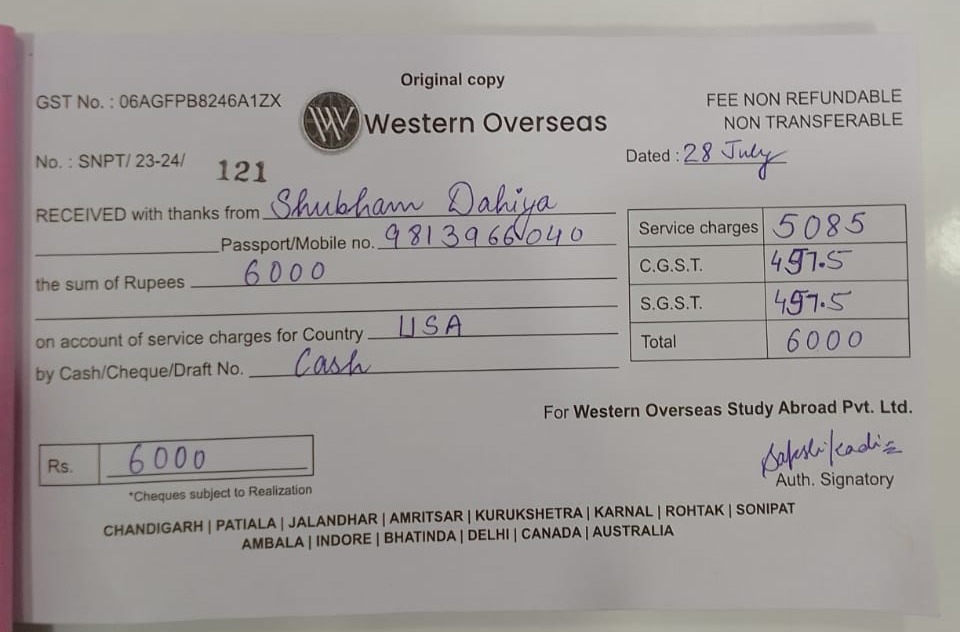 Original copy
GST No. : 06AGFPB8246A1ZX
Western Overseas
FEE NON REFUNDABLE
NON TRANSFERABLE
No. : SNPT/ 23-24/ 121
Dated : 28 July
RECEIVED with thanks from Shubham Dahiya
Passport/Mobile no. 9813966040
the sum of Rupees 6000
on account of service charges for Country USA
by Cash/Cheque/Draft No. Cash
Service charges 5085
C.G.S.T. 457.5
S.G.S.T. 457.5
Total 6000
For Western Overseas Study Abroad Pvt. Ltd.
Rs. 6000
*Cheques subject to Realization
Auth. Signatory
CHANDIGARH | PATIALA | JALANDHAR | AMRITSAR | KURUKSHETRA | KARNAL | ROHTAK | SONIPAT
AMBALA | INDORE | BHATINDA | DELHI | CANADA | AUSTRALIA